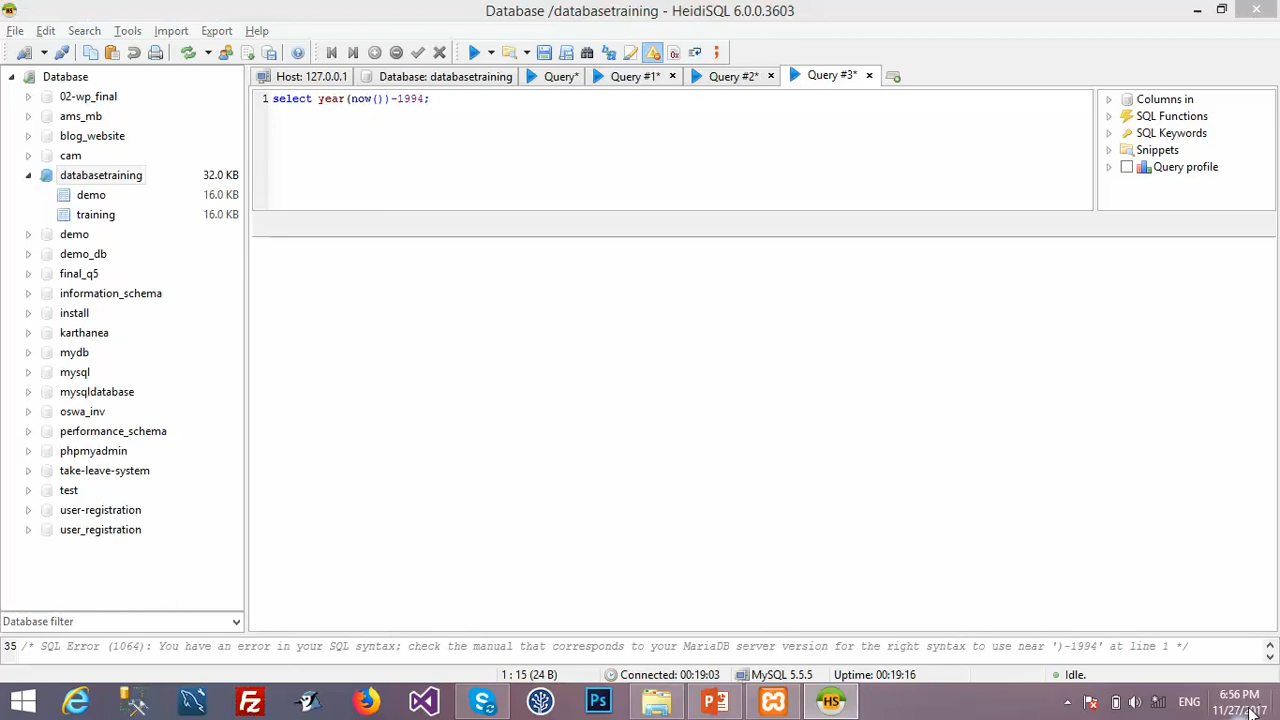 Database /databasetraining - HeidiSQL 6.0.0.3603
File Edit Search Tools Import Export Help
Database
02-wp_final
ams_mb
blog_website
cam
databasetraining 32.0 KB
demo 16.0 KB
training 16.0 KB
demo
demo_db
final_q5
information_schema
install
karthanea
mydb
mysql
mysqldatabase
oswa_inv
performance_schema
phpmyadmin
take-leave-system
test
user-registration
user_registration
Database filter
Host: 127.0.0.1 Database: databasetraining Query* Query #1* Query #2* Query #3*
1 select year(now())-1994;
Columns in
SQL Functions
SQL Keywords
Snippets
Query profile
35 /* SQL Error (1064): You have an error in your SQL syntax; check the manual that corresponds to your MariaDB server version for the right syntax to use near ')-1994' at line 1 */
1 : 15 (24 B) Connected: 00:19:03 MySQL 5.5.5 Uptime: 00:19:16 Idle.
ENG 6:56 PM
11/27/2017